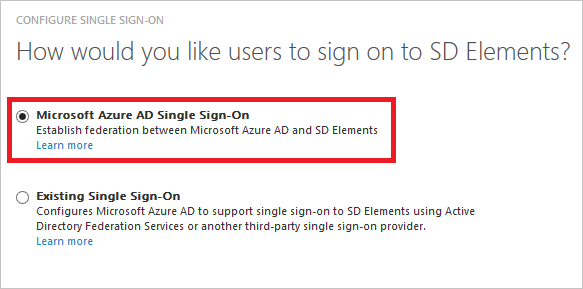 CONFIGURE SINGLE SIGN-ON
How would you like users to sign on to SD Elements?
Microsoft Azure AD Single Sign-On
Establish federation between Microsoft Azure AD and SD Elements
Learn more
Existing Single Sign-On
Configures Microsoft Azure AD to support single sign-on to SD Elements using Active
Directory Federation Services or another third-party single sign-on provider.
Learn more